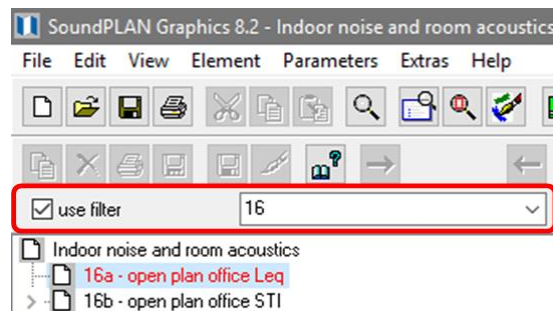 SoundPLAN Graphics 8.2 - Indoor noise and room acoustics
File Edit View Element Parameters Extras Help
use filter 16
Indoor noise and room acoustics
16a - open plan office Leq
16b - open plan office STI